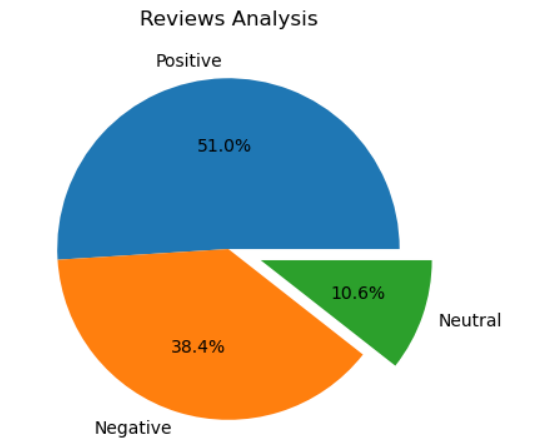 Reviews Analysis
Positive
51.0%
10.6%
Neutral
38.4%
Negative